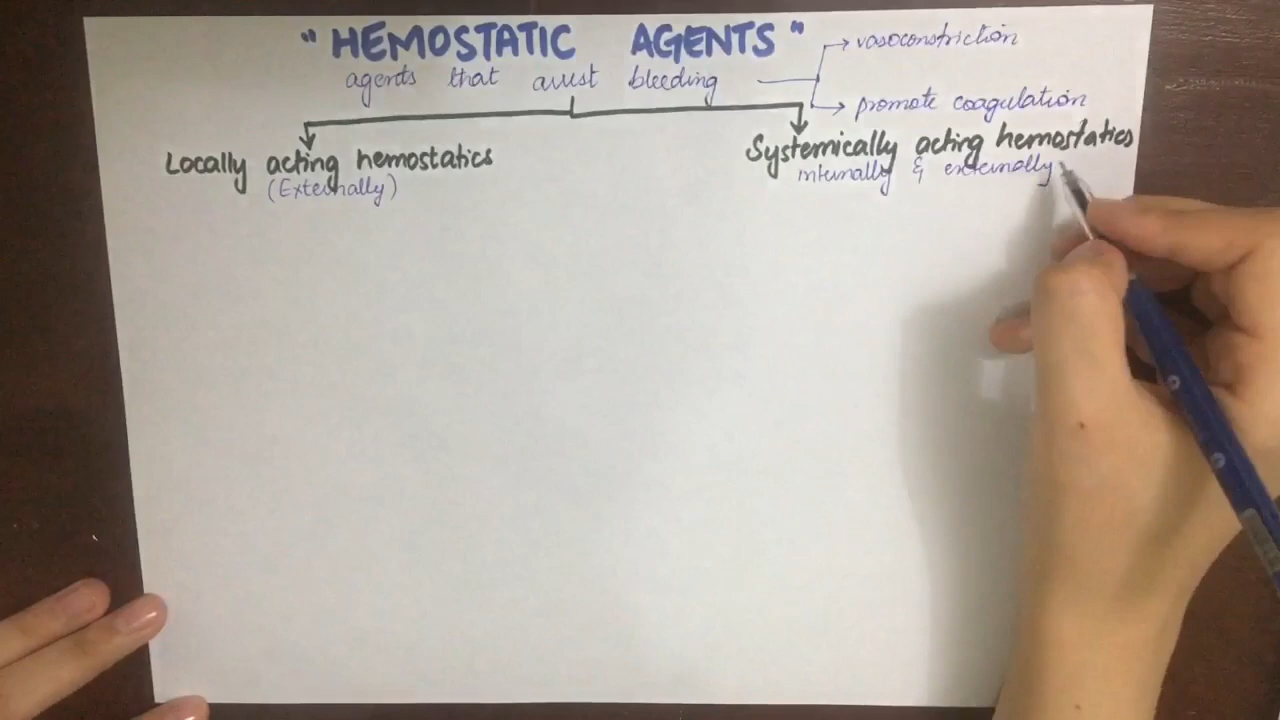 "HEMOSTATIC AGENTS"
agents that arrest bleeding
vasoconstriction
promote coagulation
Locally acting hemostatics
(Externally)
Systemically acting hemostatics
internally & externally